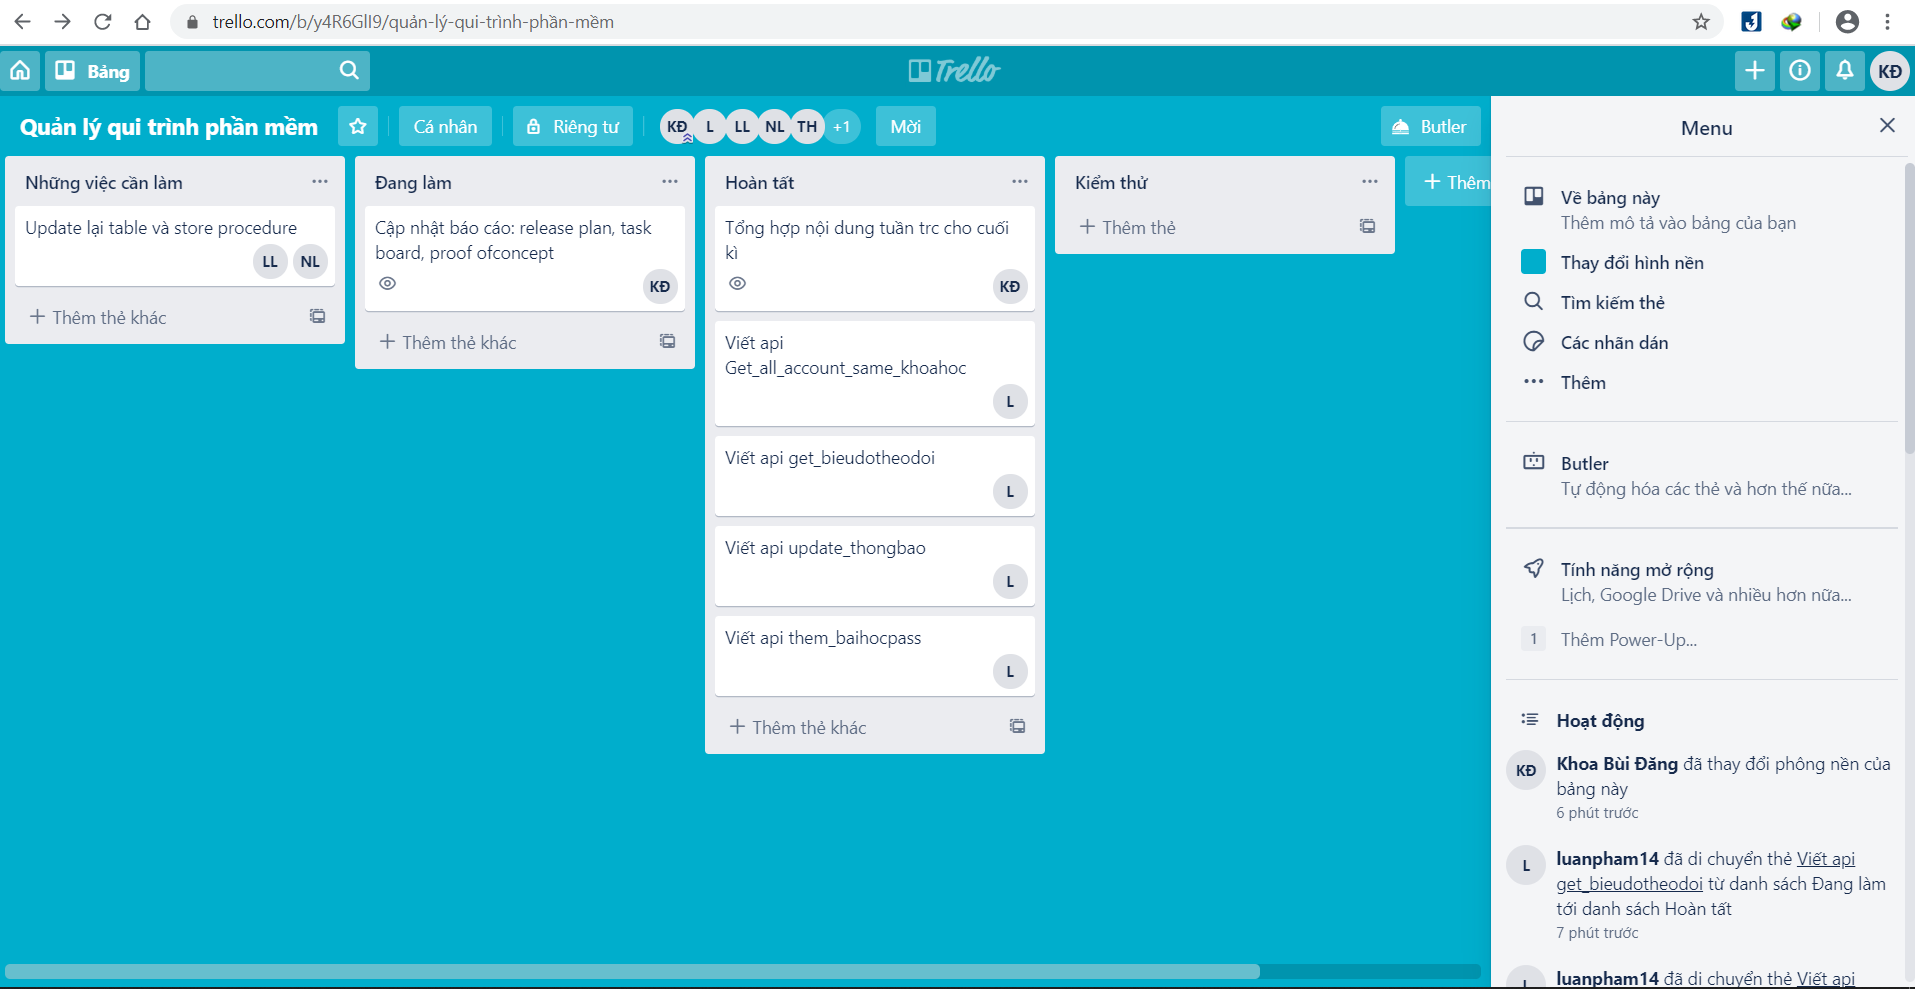 trello.com/b/y4R6GlI9/quản-lý-qui-trình-phần-mềm
Bảng
Trello
KĐ
Quản lý qui trình phần mềm
Cá nhân
Riêng tư
KĐ L LL NL TH +1
Mời
Butler
Những việc cần làm
Update lại table và store procedure
LL NL
Thêm thẻ khác
Đang làm
Cập nhật báo cáo: release plan, task
board, proof ofconcept
KĐ
Thêm thẻ khác
Hoàn tất
Tổng hợp nội dung tuần trc cho cuối
kì
KĐ
Viết api
Get_all_account_same_khoahoc
L
Viết api get_bieudotheodoi
L
Viết api update_thongbao
L
Viết api them_baihocpass
L
Thêm thẻ khác
Kiểm thử
Thêm thẻ
Thêm
Menu
Về bảng này
Thêm mô tả vào bảng của bạn
Thay đổi hình nền
Tìm kiếm thẻ
Các nhãn dán
Thêm
Butler
Tự động hóa các thẻ và hơn thế nữa...
Tính năng mở rộng
Lịch, Google Drive và nhiều hơn nữa...
1 Thêm Power-Up...
Hoạt động
KĐ
Khoa Bùi Đăng đã thay đổi phông nền của
bảng này
6 phút trước
L
luanpham14 đã di chuyển thẻ Viết api
get_bieudotheodoi từ danh sách Đang làm
tới danh sách Hoàn tất
7 phút trước
L
luanpham14 đã di chuyển thẻ Viết api